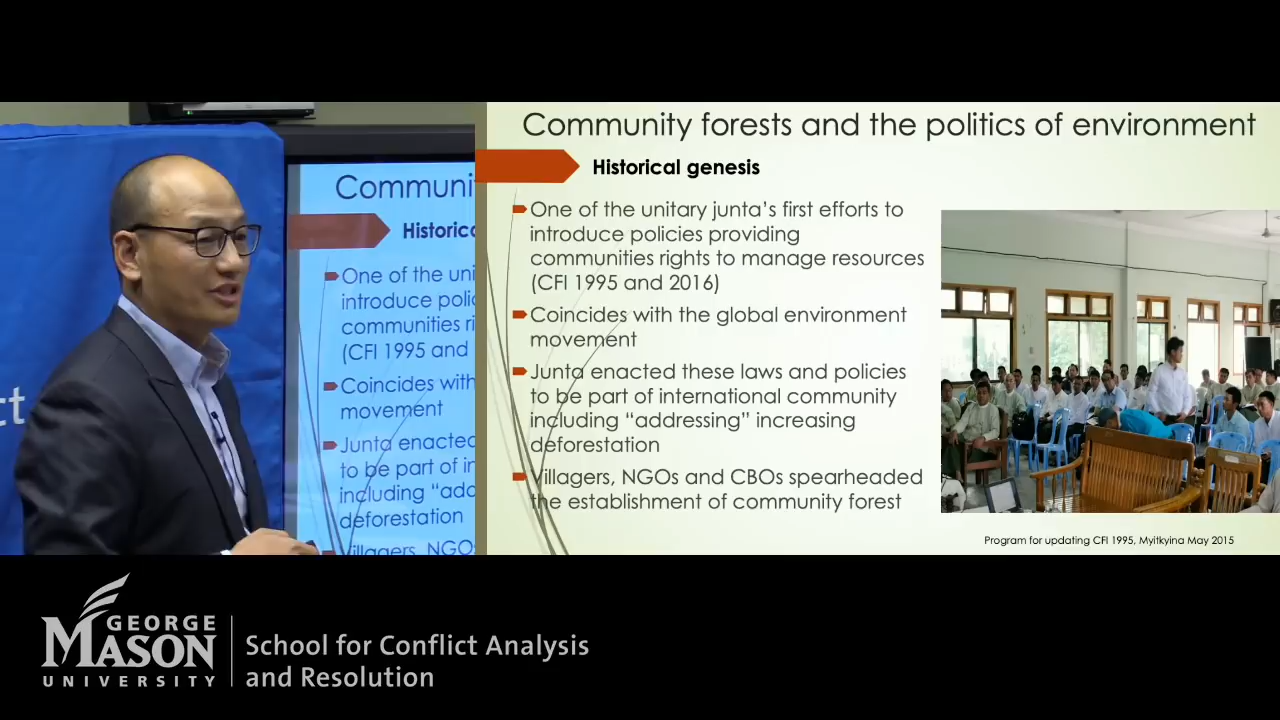 Community forests and the politics of environment
Historical genesis
One of the unitary junta's first efforts to
introduce policies providing
communities rights to manage resources
(CFI 1995 and 2016)
Coincides with the global environment
movement
Junta enacted these laws and policies
to be part of international community
including “addressing” increasing
deforestation
Villagers, NGOs and CBOs spearheaded
the establishment of community forest
Program for updating CFI 1995, Myitkyina May 2015
ct
Communi
Historic
One of the uni
introduce polic
communities ri
(CFI 1995 and
Coincides with
movement
Junta enacted
to be part of in
including “add
deforestation
Villagers, NGO
GEORGE
MASON
UNIVERSITY
School for Conflict Analysis
and Resolution